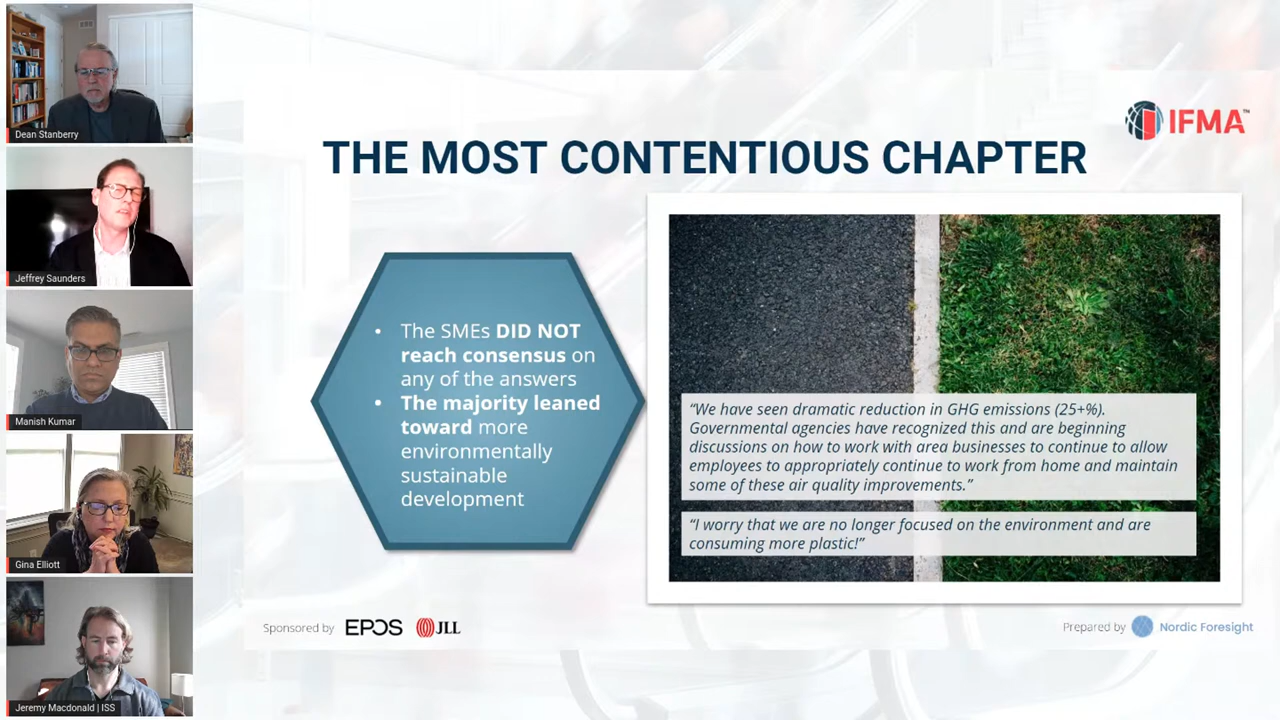 Dean Stanberry
Jeffrey Saunders
Manish Kumar
Gina Elliott
Jeremy Macdonald | ISS
IFMA™
THE MOST CONTENTIOUS CHAPTER
• The SMEs DID NOT
reach consensus on
any of the answers
• The majority leaned
toward more
environmentally
sustainable
development
“We have seen dramatic reduction in GHG emissions (25+%).
Governmental agencies have recognized this and are beginning
discussions on how to work with area businesses to continue to allow
employees to appropriately continue to work from home and maintain
some of these air quality improvements.”
“I worry that we are no longer focused on the environment and are
consuming more plastic!”
Sponsored by EPOS JLL
Prepared by Nordic Foresight